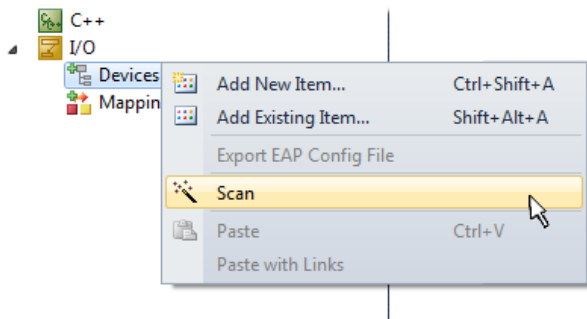 C++
I/O
Devices
Mappin
Add New Item... Ctrl+Shift+A
Add Existing Item... Shift+Alt+A
Export EAP Config File
Scan
Paste Ctrl+V
Paste with Links